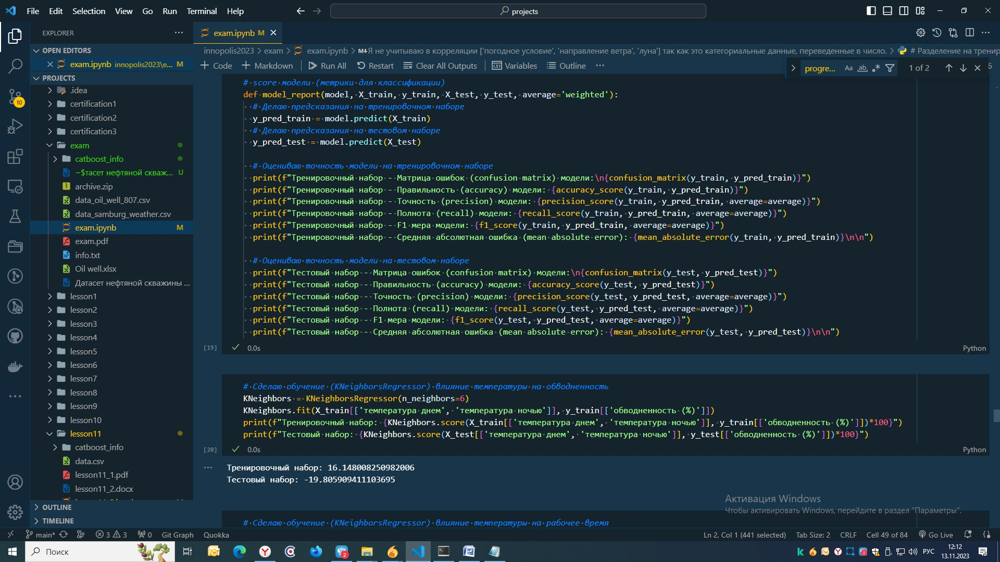 File Edit Selection View Go Run Terminal Help
projects
EXPLORER
exam.ipynb M
OPEN EDITORS
exam.ipynb innopolis2023\e... M
PROJECTS
.idea
certification1
certification2
certification3
exam
catboost_info
~$тасет нефтяной скваж... U
archive.zip
data_oil_well_807.csv
data_samburg_weather.csv
exam.ipynb M
exam.pdf
info.txt
Oil well.xlsx
Датасет нефтяной скважины ...
lesson1
lesson2
lesson3
lesson4
lesson5
lesson6
lesson7
lesson8
lesson9
lesson10
lesson11
catboost_info
data.csv
lesson11_1.pdf
lesson11_2.docx
OUTLINE
TIMELINE
10
innopolis2023 > exam > exam.ipynb > M↓Я не учитываю в корреляции ['погодное условие', 'направление ветра', 'луна'] так как это категориальные данные, переведенные в число. > # Разделение на тренир
Code Markdown Run All Restart Clear All Outputs Variables Outline ...
progre... Aa ab 1 of 2
# score модели (метрики для классификации)
def model_report(model, X_train, y_train, X_test, y_test, average='weighted'):
# Делаю предсказания на тренировочном наборе
y_pred_train = model.predict(X_train)
# Делаю предсказания на тестовом наборе
y_pred_test = model.predict(X_test)
# Оцениваю точность модели на тренировочном наборе
print(f"Тренировочный набор - Матрица ошибок (confusion matrix) модели:\n{confusion_matrix(y_train, y_pred_train)}")
print(f"Тренировочный набор - Правильность (accuracy) модели: {accuracy_score(y_train, y_pred_train)}")
print(f"Тренировочный набор - Точность (precision) модели: {precision_score(y_train, y_pred_train, average=average)}")
print(f"Тренировочный набор - Полнота (recall) модели: {recall_score(y_train, y_pred_train, average=average)}")
print(f"Тренировочный набор - F1 мера модели: {f1_score(y_train, y_pred_train, average=average)}")
print(f"Тренировочный набор - Средняя абсолютная ошибка (mean absolute error): {mean_absolute_error(y_train, y_pred_train)}\n\n")
# Оцениваю точность модели на тестовом наборе
print(f"Тестовый набор - Матрица ошибок (confusion matrix) модели:\n{confusion_matrix(y_test, y_pred_test)}")
print(f"Тестовый набор - Правильность (accuracy) модели: {accuracy_score(y_test, y_pred_test)}")
print(f"Тестовый набор - Точность (precision) модели: {precision_score(y_test, y_pred_test, average=average)}")
print(f"Тестовый набор - Полнота (recall) модели: {recall_score(y_test, y_pred_test, average=average)}")
print(f"Тестовый набор - F1 мера модели: {f1_score(y_test, y_pred_test, average=average)}")
print(f"Тестовый набор - Средняя абсолютная ошибка (mean absolute error): {mean_absolute_error(y_test, y_pred_test)}\n\n")
[19] 0.0s Python
# Сделаю обучение (KNeighborsRegressor) влияние температуры на обводненность
KNeighbors = KNeighborsRegressor(n_neighbors=6)
KNeighbors.fit(X_train[['температура днем', 'температура ночью']], y_train[['обводненность (%)']])
print(f"Тренировочный набор: {KNeighbors.score(X_train[['температура днем', 'температура ночью']], y_train[['обводненность (%)']])*100}")
print(f"Тестовый набор: {KNeighbors.score(X_test[['температура днем', 'температура ночью']], y_test[['обводненность (%)']])*100}")
[20] 0.0s Python
Тренировочный набор: 16.148008250982006
Тестовый набор: -19.805909411103695
Активация Windows
Чтобы активировать Windows, перейдите в раздел "Параметры".
# Сделаю обучение (KNeighborsRegressor) влияние температуры на рабочее время
main* 3 3 0 Git Graph Quokka
Ln 2, Col 1 (441 selected) Tab Size: 2 CRLF Cell 49 of 84 Go Live
Поиск
РУС
12:12
13.11.2023